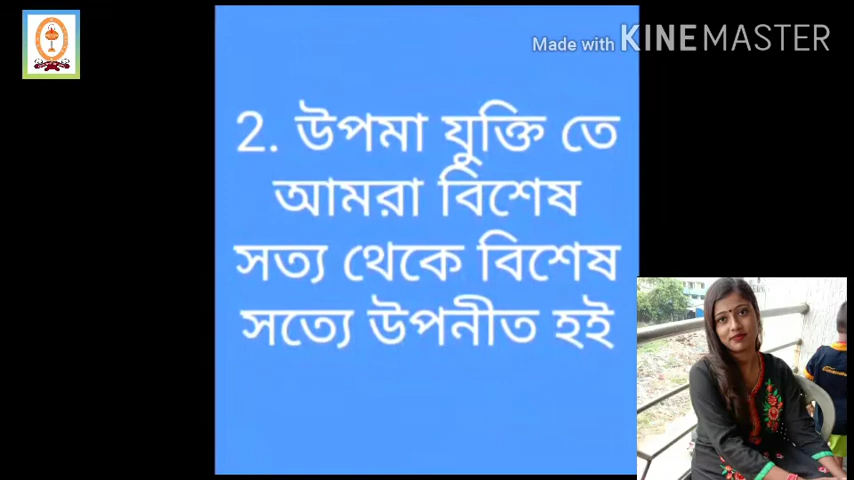 Made with KINEMASTER
2. উপমা যুক্তি তে
আমরা বিশেষ
সত্য থেকে বিশেষ
সত্যে উপনীত হই